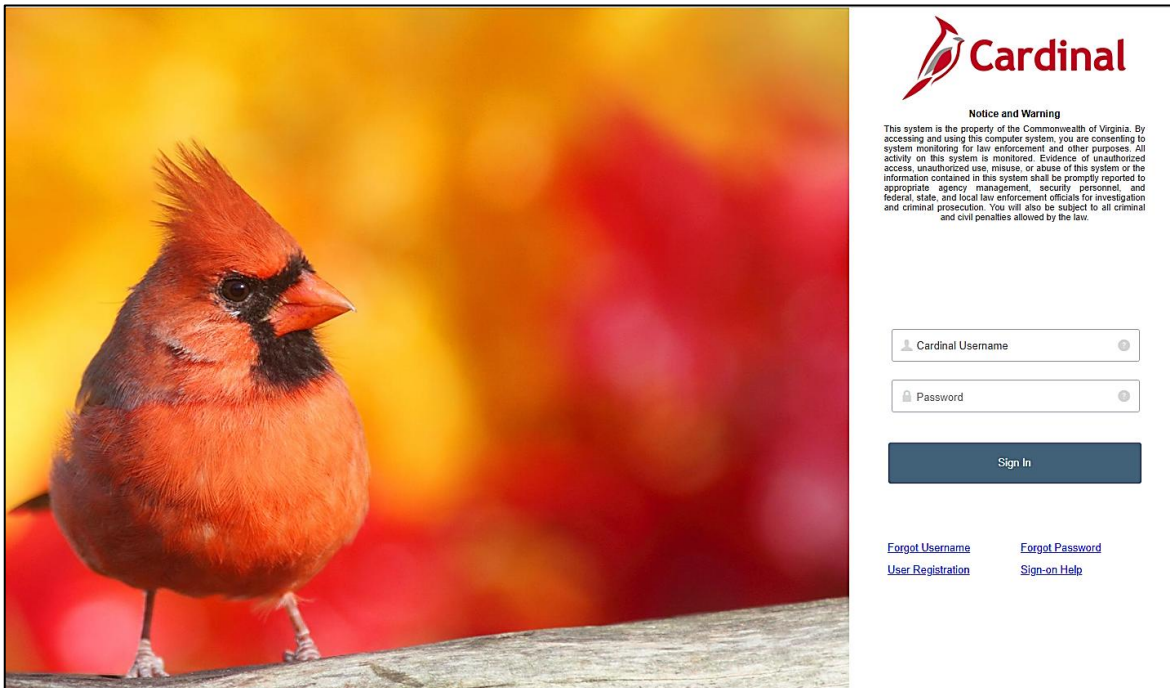 Cardinal
Notice and Warning
This system is the property of the Commonwealth of Virginia. By
accessing and using this computer system, you are consenting to
system monitoring for law enforcement and other purposes. All
activity on this system is monitored. Evidence of unauthorized
access, unauthorized use, misuse, or abuse of this system or the
information contained in this system shall be promptly reported to
appropriate agency management, security personnel, and
federal, state, and local law enforcement officials for investigation
and criminal prosecution. You will also be subject to all criminal
and civil penalties allowed by the law.
Cardinal Username ?
Password ?
Sign In
Forgot Username Forgot Password
User Registration Sign-on Help